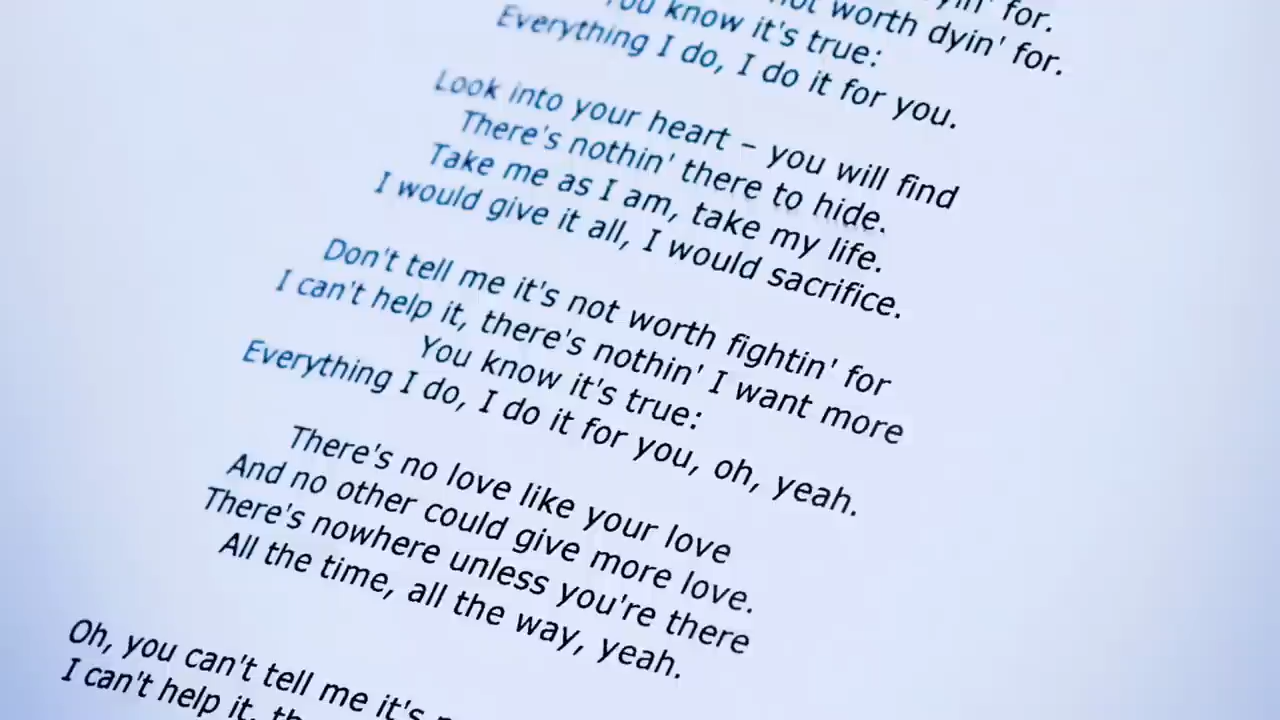 for.
not worth dyin' for.
You know it's true:
Everything I do, I do it for you.
Look into your heart – you will find
There's nothin' there to hide.
Take me as I am, take my life.
I would give it all, I would sacrifice.
Don't tell me it's not worth fightin' for
I can't help it, there's nothin' I want more
You know it's true:
Everything I do, I do it for you, oh, yeah.
There's no love like your love
And no other could give more love.
There's nowhere unless you're there
All the time, all the way, yeah.
Oh, you can't tell me it's
I can't help it,